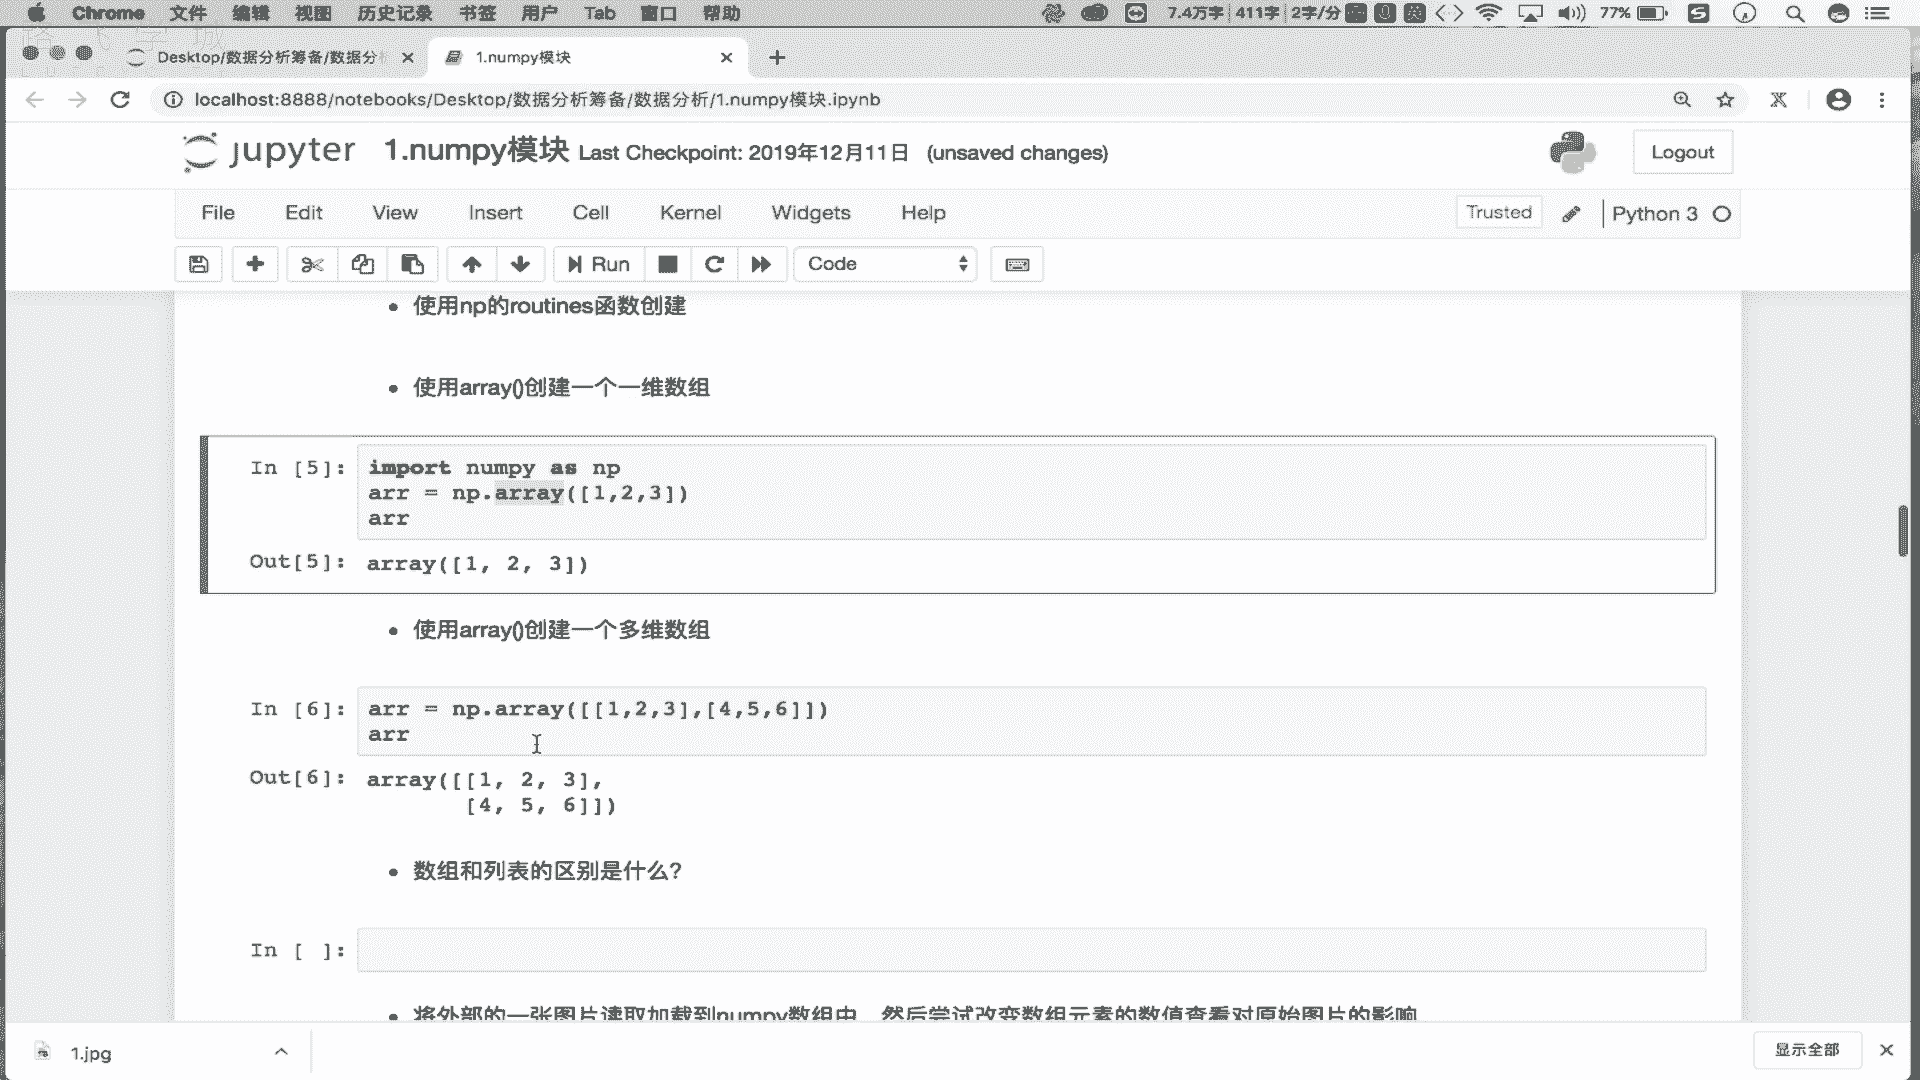 Chrome 文件 编辑 视图 历史记录 书签 用户 Tab 窗口 帮助 7.4万字 411字 2字/分 英 77% S
Desktop/数据分析筹备/数据分析
1.numpy模块
localhost:8888/notebooks/Desktop/数据分析筹备/数据分析/1.numpy模块.ipynb
jupyter 1.numpy模块 Last Checkpoint: 2019年12月11日 (unsaved changes)
Logout
File Edit View Insert Cell Kernel Widgets Help
Trusted Python 3
Run Code
使用np的routines函数创建
使用array()创建一个一维数组
In [5]: import numpy as np
arr = np.array([1,2,3])
arr
Out[5]: array([1, 2, 3])
使用array()创建一个多维数组
In [6]: arr = np.array([[1,2,3],[4,5,6]])
arr
Out[6]: array([[1, 2, 3],
[4, 5, 6]])
数组和列表的区别是什么?
In [ ]:
将外部的一张图片读取加载到numpy数组中，然后尝试改变数组元素的数值查看对原始图片的影响
1.jpg
显示全部